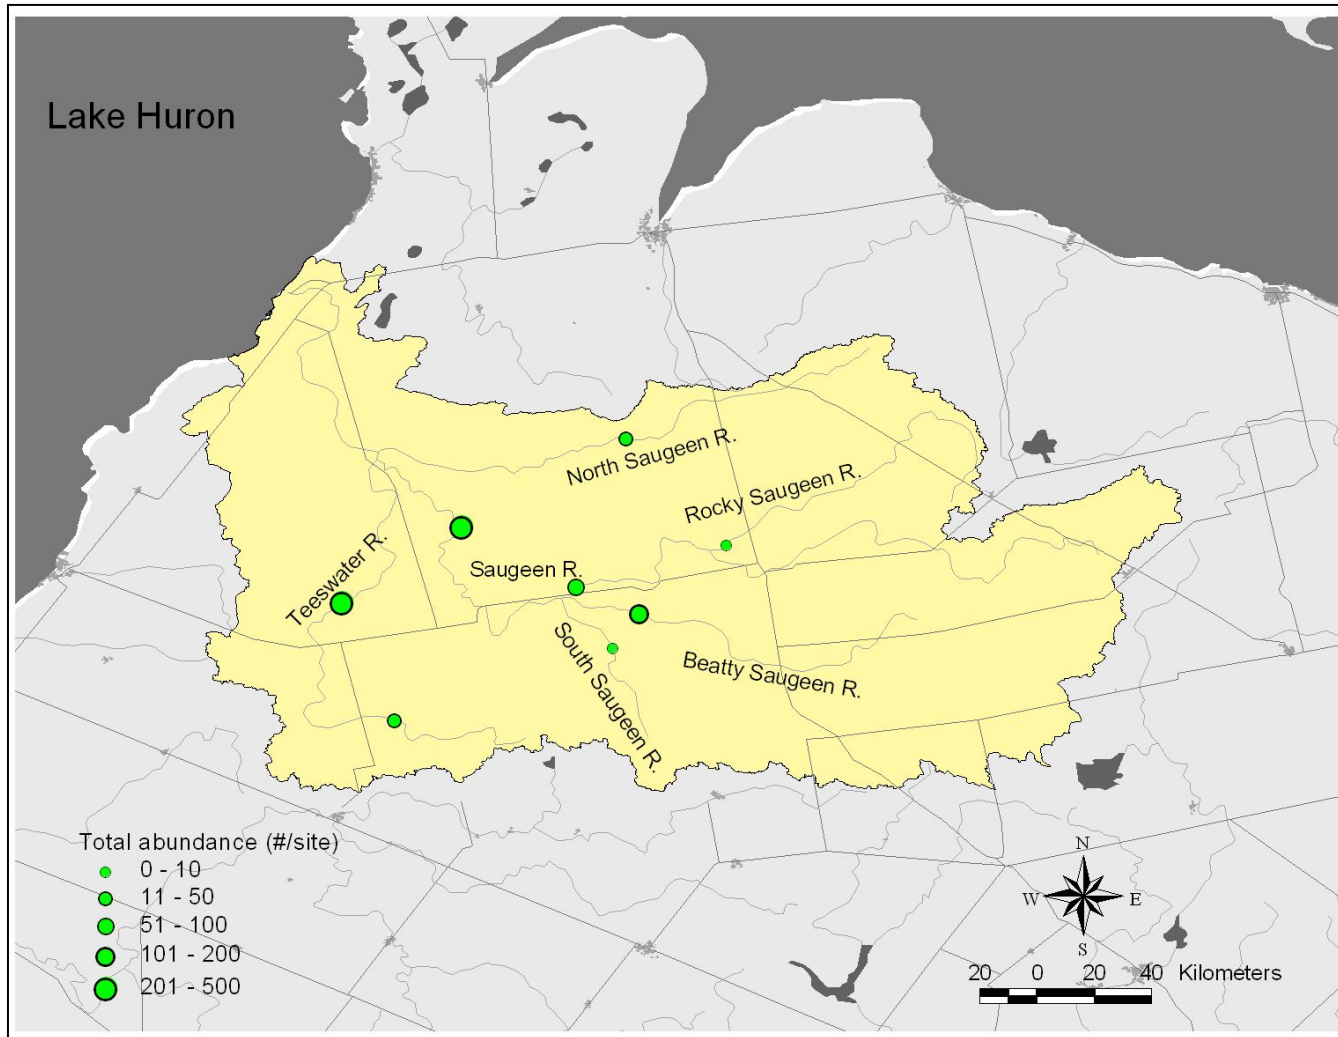 Lake Huron
North Saugeen R.
Rocky Saugeen R.
Teeswater R.
Saugeen R.
South Saugeen R.
Beatty Saugeen R.
Total abundance (#/site)
0 - 10
11 - 50
51 - 100
101 - 200
201 - 500
N
W E
S
20 0 20 40 Kilometers